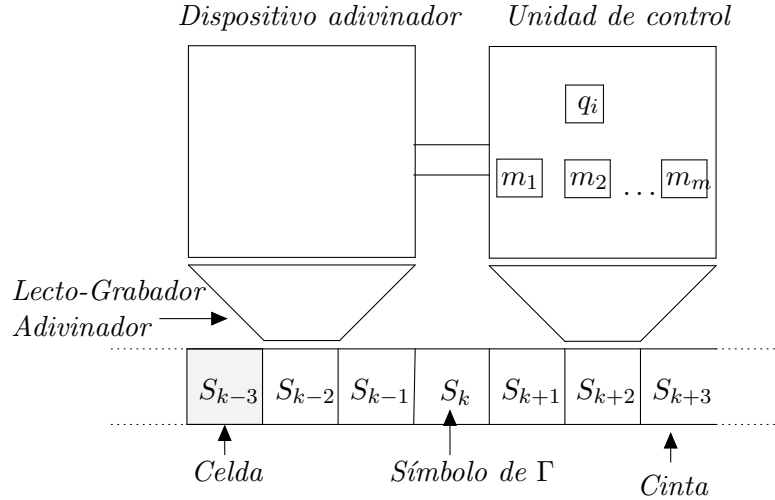 Dispositivo adivinador Unidad de control
q_i
m_1 m_2 ... m_m
Lecto-Grabador
Adivinador
S_{k-3} S_{k-2} S_{k-1} S_k S_{k+1} S_{k+2} S_{k+3}
Celda Símbolo de Γ Cinta